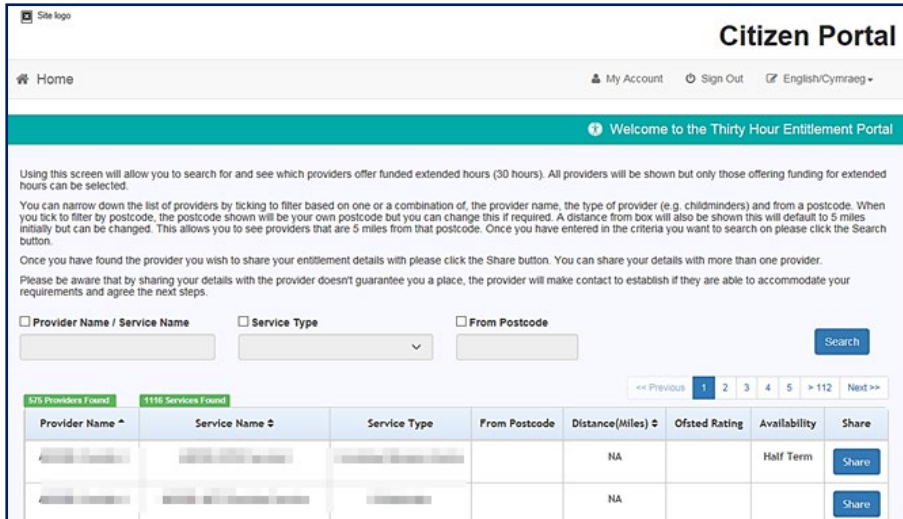 Site logo
Citizen Portal
Home
My Account Sign Out English/Cymraeg
Welcome to the Thirty Hour Entitlement Portal
Using this screen will allow you to search for and see which providers offer funded extended hours (30 hours). All providers will be shown but only those offering funding for extended
hours can be selected.
You can narrow down the list of providers by ticking to filter based on one or a combination of, the provider name, the type of provider (e.g. childminders) and from a postcode. When
you tick to filter by postcode, the postcode shown will be your own postcode but you can change this if required. A distance from box will also be shown this will default to 5 miles
initially but can be changed. This allows you to see providers that are 5 miles from that postcode. Once you have entered in the criteria you want to search on please click the Search
button.
Once you have found the provider you wish to share your entitlement details with please click the Share button. You can share your details with more than one provider.
Please be aware that by sharing your details with the provider doesn't guarantee you a place, the provider will make contact to establish if they are able to accommodate your
requirements and agree the next steps.
Provider Name / Service Name Service Type From Postcode
Search
<< Previous 1 2 3 4 5 > 112 Next >>
575 Providers Found 1116 Services Found
Provider Name Service Name Service Type From Postcode Distance(Miles) Ofsted Rating Availability Share
NA Half Term Share
NA Share